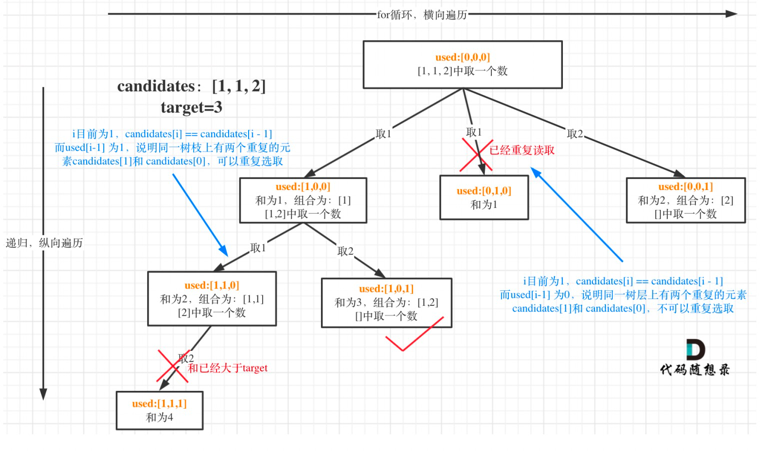 for循环，横向遍历
used:[0,0,0]
[1, 1, 2]中取一个数
candidates：[1, 1, 2]
target=3
i目前为1，candidates[i] == candidates[i - 1]
而used[i-1] 为1，说明同一树枝上有两个重复的元
素candidates[1]和 candidates[0]，可以重复选取
取1
取1
取2
已经重复读取
used:[1,0,0]
和为1，组合为：[1]
[1,2]中取一个数
used:[0,1,0]
和为1
used:[0,0,1]
和为2，组合为：[2]
[]中取一个数
递归，纵向遍历
取1
取2
used:[1,1,0]
和为2，组合为：[1,1]
[2]中取一个数
used:[1,0,1]
和为3，组合为：[1,2]
[]中取一个数
i目前为1，candidates[i] == candidates[i - 1]
而used[i-1] 为0，说明同一树层上有两个重复的元素
candidates[1]和 candidates[0]，不可以重复选取
取2
和已经大于target
代码随想录
used:[1,1,1]
和为4